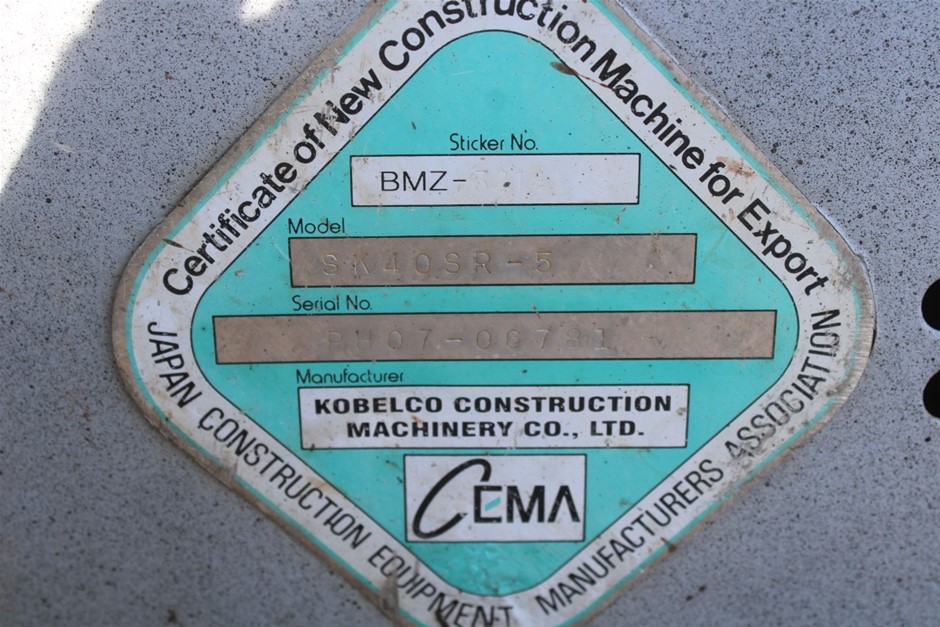 Certificate of New Construction Machine for Export
Sticker No.
BMZ-
Model
SK40SR-5
Serial No.
Manufacturer
KOBELCO CONSTRUCTION
MACHINERY CO., LTD.
CEMA
JAPAN CONSTRUCTION EQUIPMENT MANUFACTURERS ASSOCIATION